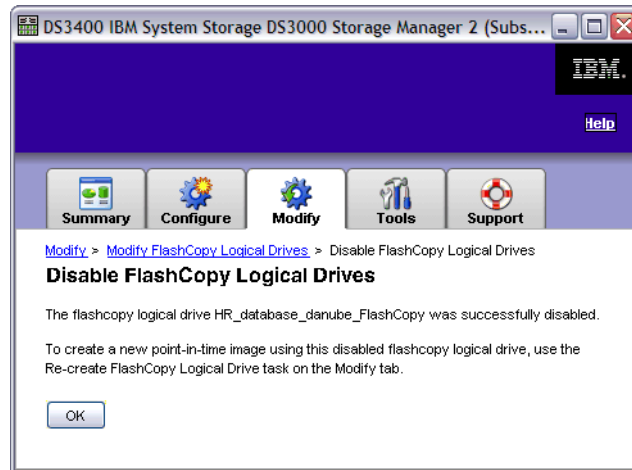 DS3400 IBM System Storage DS3000 Storage Manager 2 (Subs...
IBM.
Help
Summary
Configure
Modify
Tools
Support
Modify > Modify FlashCopy Logical Drives > Disable FlashCopy Logical Drives
Disable FlashCopy Logical Drives
The flashcopy logical drive HR_database_danube_FlashCopy was successfully disabled.
To create a new point-in-time image using this disabled flashcopy logical drive, use the
Re-create FlashCopy Logical Drive task on the Modify tab.
OK